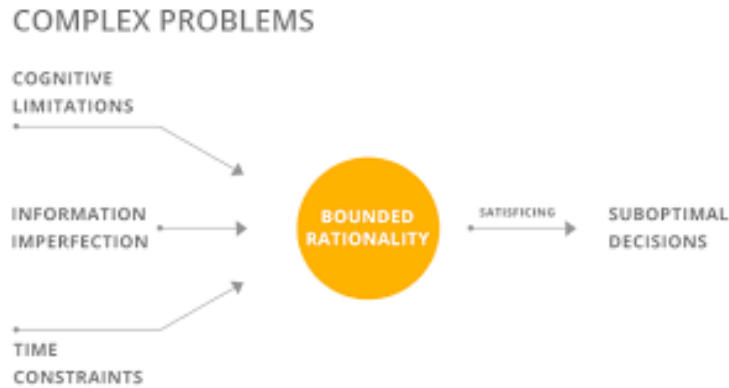 COMPLEX PROBLEMS
COGNITIVE
LIMITATIONS
INFORMATION
IMPERFECTION
TIME
CONSTRAINTS
BOUNDED
RATIONALITY
SATISFICING
SUBOPTIMAL
DECISIONS